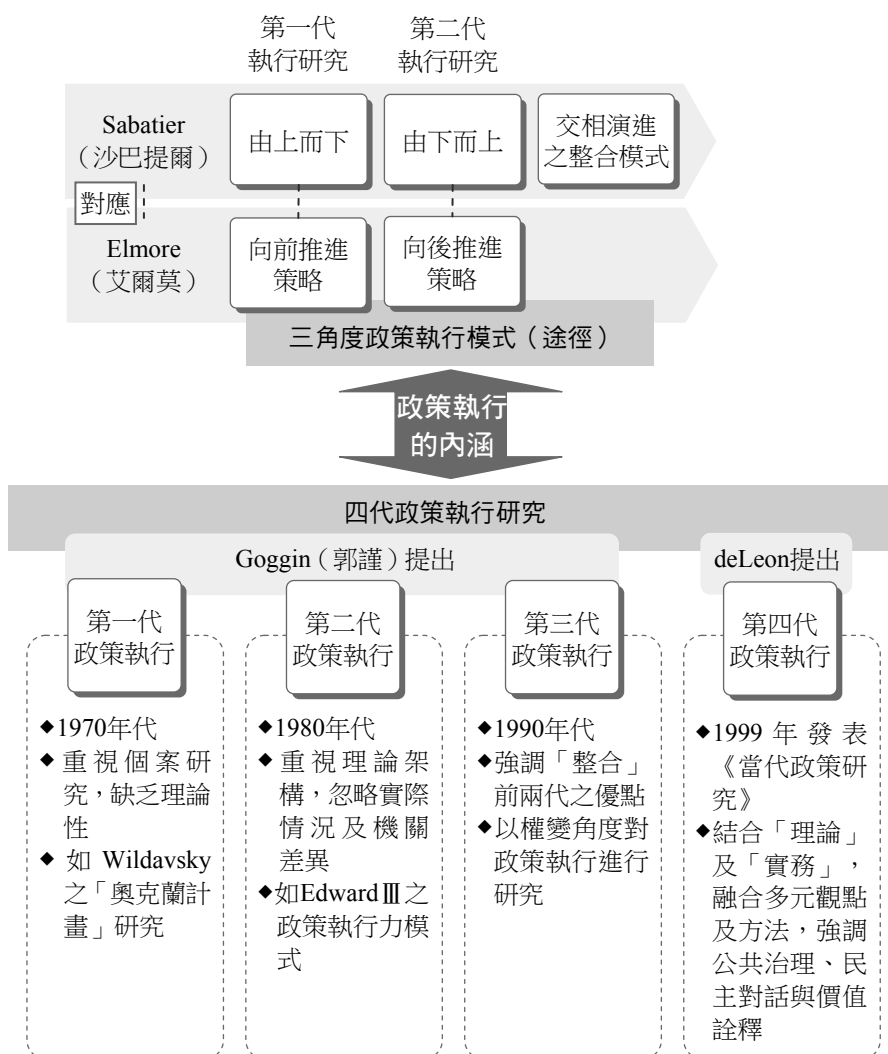 第一代
執行研究
第二代
執行研究
Sabatier
（沙巴提爾）
由上而下
由下而上
交相演進
之整合模式
對應
Elmore
（艾爾莫）
向前推進
策略
向後推進
策略
三角度政策執行模式（途徑）
政策執行
的內涵
四代政策執行研究
Goggin（郭謹）提出
deLeon提出
第一代
政策執行
◆1970年代
◆重視個案研
究，缺乏理論
性
◆如 Wildavsky
之「奧克蘭計
畫」研究
第二代
政策執行
◆1980年代
◆重視理論架
構，忽略實際
情況及機關
差異
◆如EdwardⅢ之
政策執行力模
式
第三代
政策執行
◆1990年代
◆強調「整合」
前兩代之優點
◆以權變角度對
政策執行進行
研究
第四代
政策執行
◆1999年發表
《當代政策研
究》
◆結合「理論」
及「實務」，
融合多元觀點
及方法，強調
公共治理、民
主對話與價值
詮釋